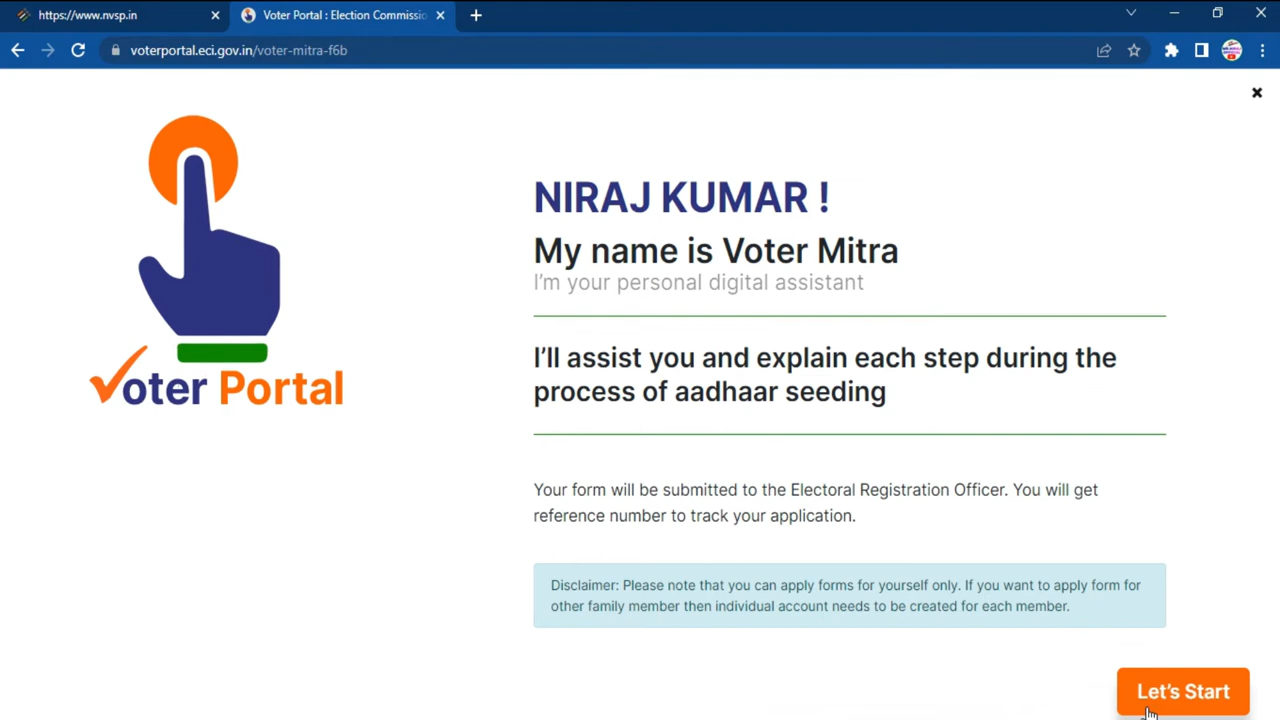 https://www.nvsp.in
Voter Portal : Election Commissio
voterportal.eci.gov.in/voter-mitra-f6b
NIRAJ KUMAR !
My name is Voter Mitra
I'm your personal digital assistant
I'll assist you and explain each step during the
process of aadhaar seeding
Voter Portal
Your form will be submitted to the Electoral Registration Officer. You will get
reference number to track your application.
Disclaimer: Please note that you can apply forms for yourself only. If you want to apply form for
other family member then individual account needs to be created for each member.
Let's Start